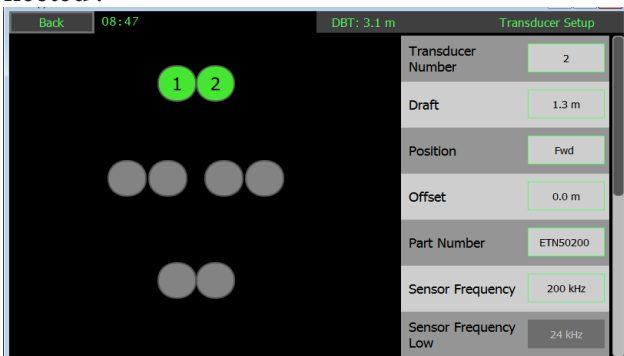 Back 08:47 DBT: 3.1 m Transducer Setup
1 2
Transducer
Number
2
Draft 1.3 m
Position Fwd
Offset 0.0 m
Part Number ETN50200
Sensor Frequency 200 kHz
Sensor Frequency
Low
24 kHz